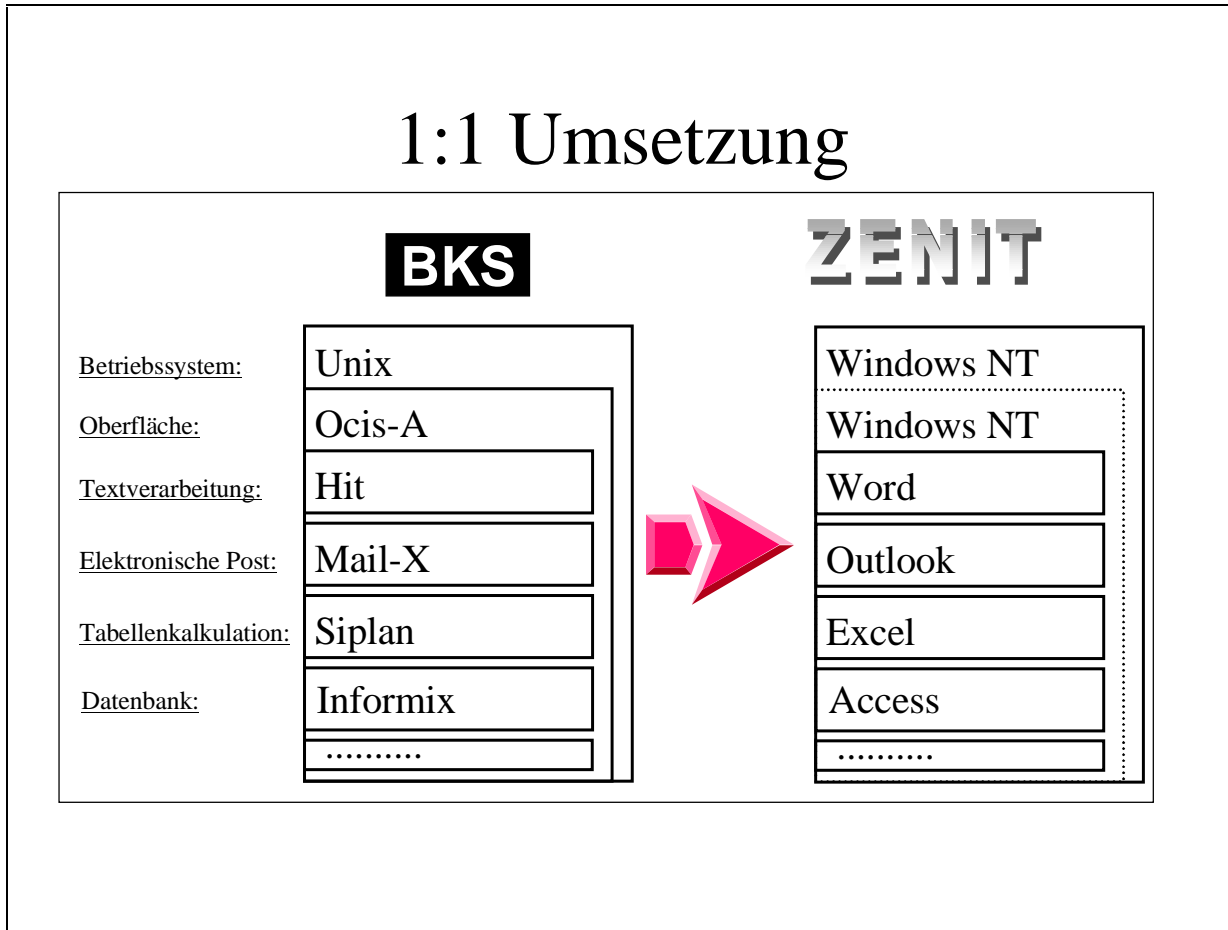 1:1 Umsetzung
BKS ZENIT
Betriebssystem: Unix Windows NT
Oberfläche: Ocis-A Windows NT
Textverarbeitung: Hit Word
Elektronische Post: Mail-X Outlook
Tabellenkalkulation: Siplan Excel
Datenbank: Informix Access
.......... ..........